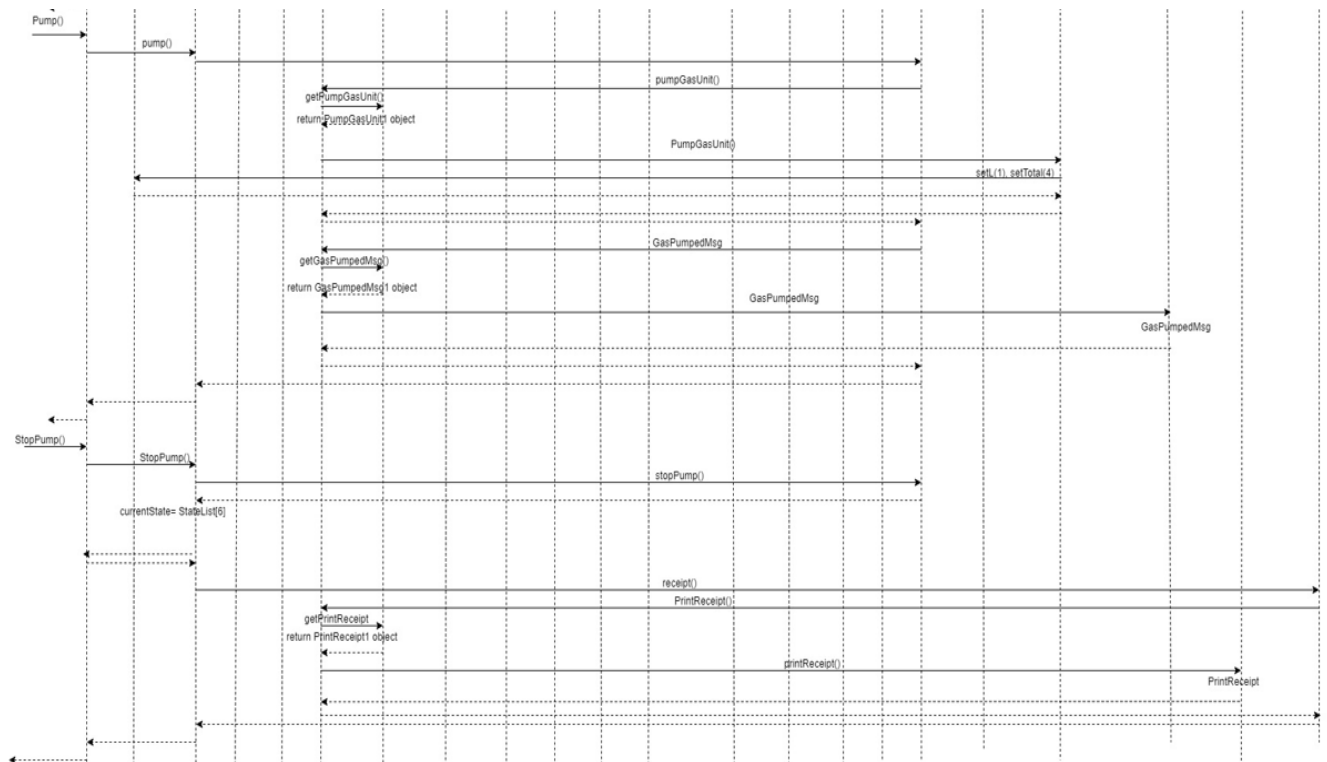 Pump()
pump()
pumpGasUnit()
getPumpGasUnit()
return PumpGasUnit1 object
PumpGasUnit()
setL(1), setTotal(4)
GasPumpedMsg
getGasPumpedMsg()
return GasPumpedMsg1 object
GasPumpedMsg
GasPumpedMsg
StopPump()
StopPump()
stopPump()
currentState= StateList[6]
receipt()
PrintReceipt()
getPrintReceipt
return PrintReceipt1 object
printReceipt()
PrintReceipt